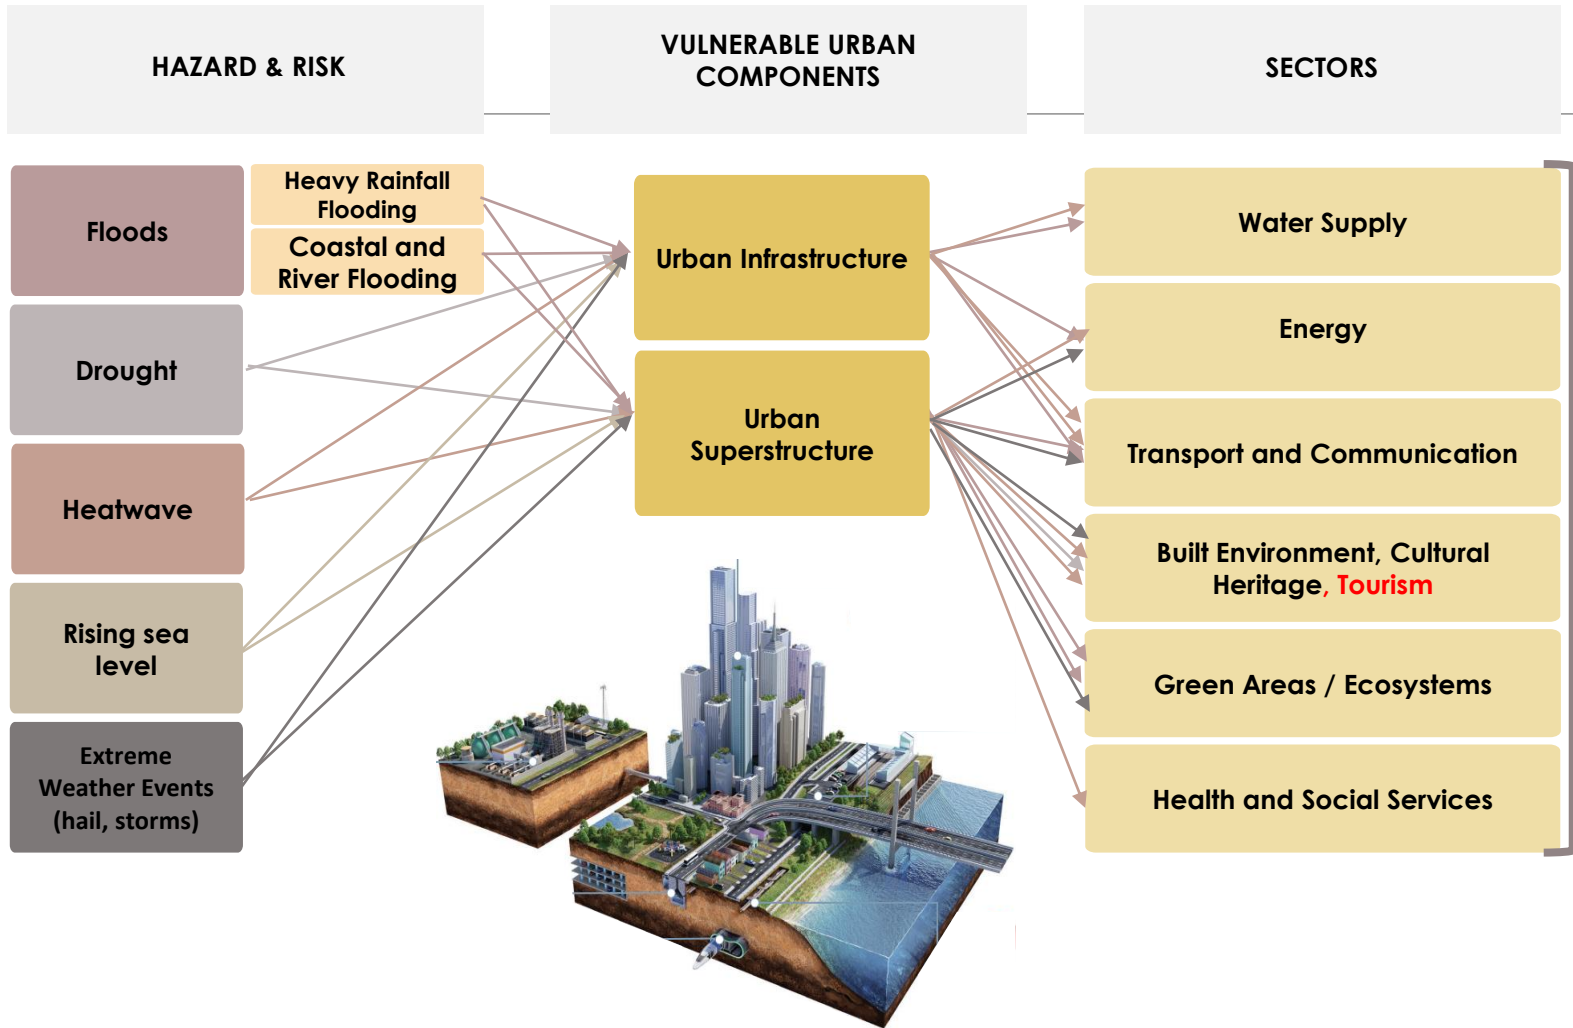 HAZARD & RISK
VULNERABLE URBAN
COMPONENTS
SECTORS
Floods
Heavy Rainfall
Flooding
Coastal and
River Flooding
Drought
Heatwave
Rising sea
level
Extreme
Weather Events
(hail, storms)
Urban Infrastructure
Urban
Superstructure
Water Supply
Energy
Transport and Communication
Built Environment, Cultural
Heritage, Tourism
Green Areas / Ecosystems
Health and Social Services